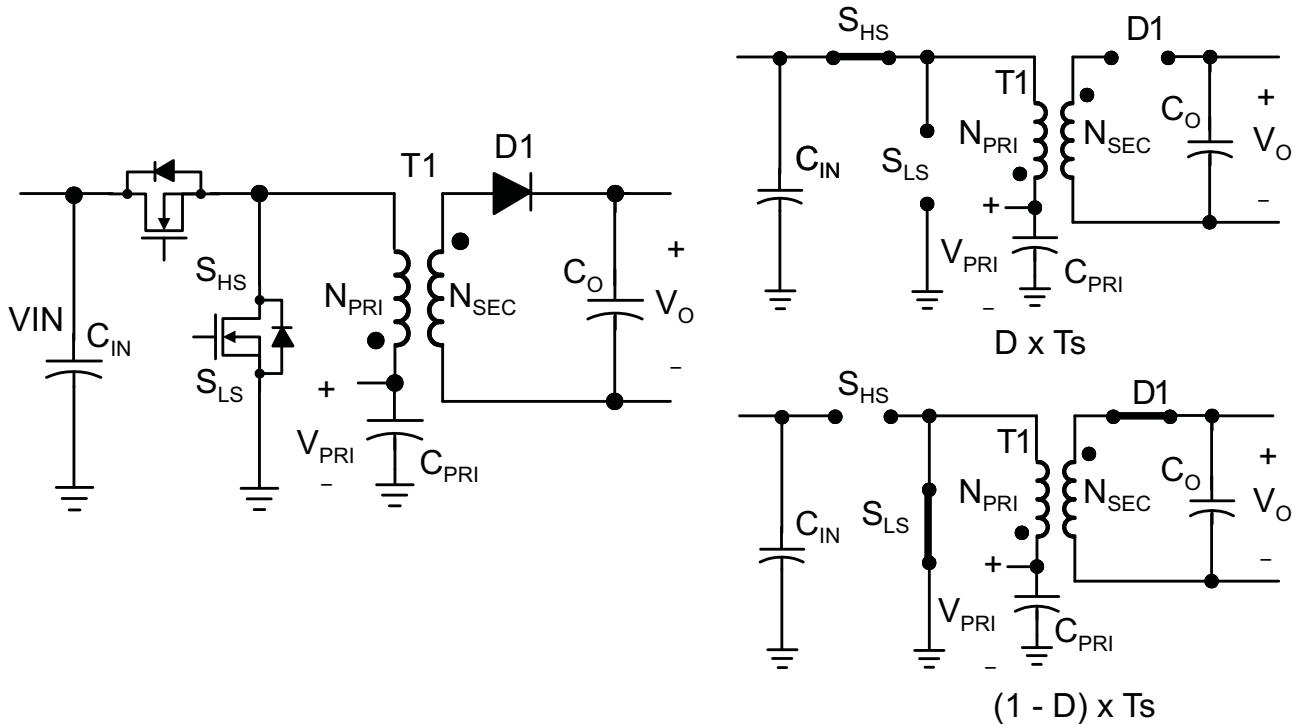 VIN
C_IN
S_HS
S_LS
T1
N_PRI
N_SEC
D1
C_O
+
V_O
−
+
V_PRI
−
C_PRI
S_HS
D1
T1
C_IN
S_LS
N_PRI
N_SEC
C_O
+
V_O
−
+
V_PRI
−
C_PRI
D x Ts
S_HS
D1
T1
C_IN
S_LS
N_PRI
N_SEC
C_O
+
V_O
−
+
V_PRI
−
C_PRI
(1 - D) x Ts